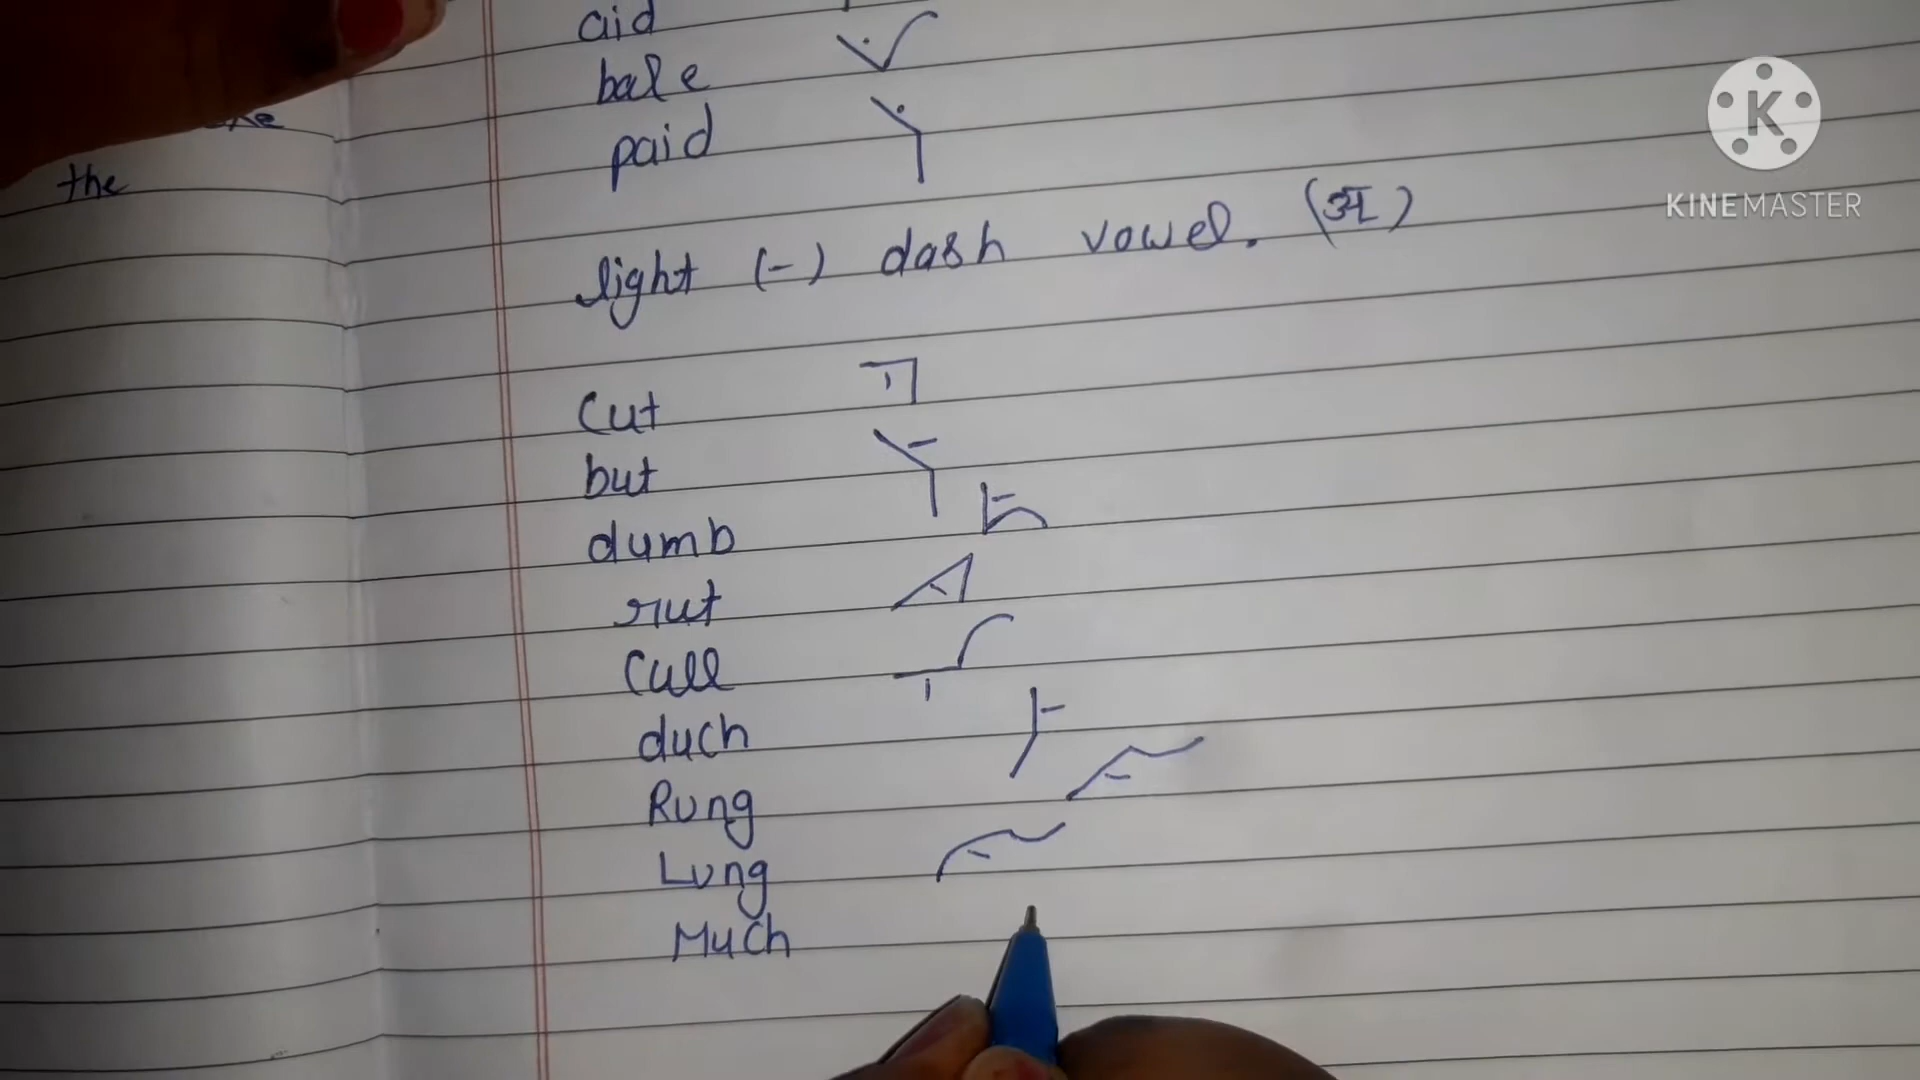 aid
bale
paid
the
light (-) dash vowel. (अ)
Cut
but
dumb
rut
Cull
duch
Rung
Lung
Much
K
KINEMASTER